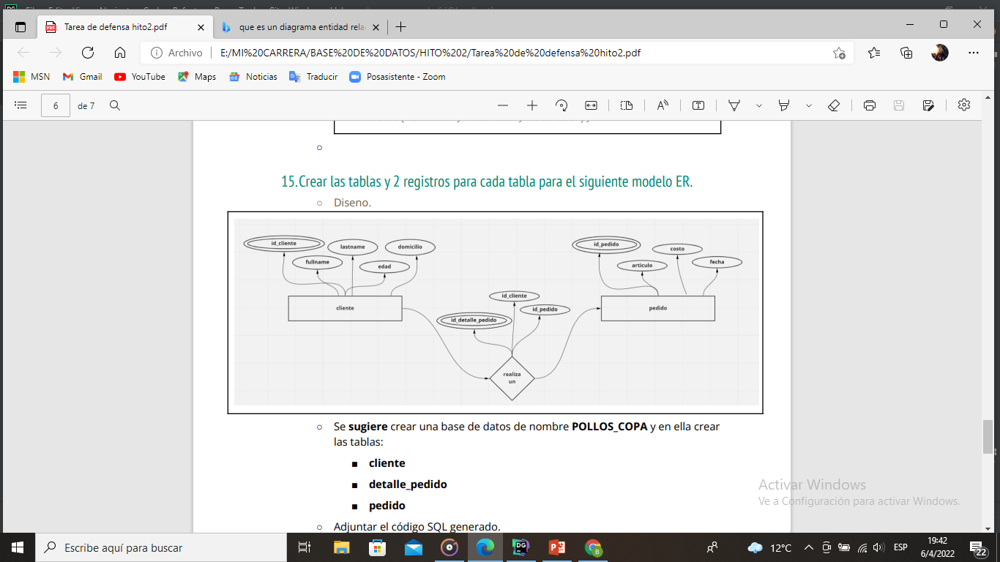 Tarea de defensa hito2.pdf
que es un diagrama entidad rela
Archivo
E:/MI%20CARRERA/BASE%20DE%20DATOS/HITO%202/Tarea%20de%20defensa%20hito2.pdf
MSN
Gmail
YouTube
Maps
Noticias
Traducir
Posasistente - Zoom
6
de 7
15. Crear las tablas y 2 registros para cada tabla para el siguiente modelo ER.
Diseno.
id_cliente
lastname
domicilio
fullname
edad
cliente
id_pedido
costo
articulo
fecha
pedido
id_cliente
id_pedido
id_detalle_pedido
realiza
un
Se sugiere crear una base de datos de nombre POLLOS_COPA y en ella crear
las tablas:
cliente
detalle_pedido
pedido
Adjuntar el código SQL generado.
Activar Windows
Ve a Configuración para activar Windows.
Escribe aquí para buscar
12°C
ESP
19:42
6/4/2022
22